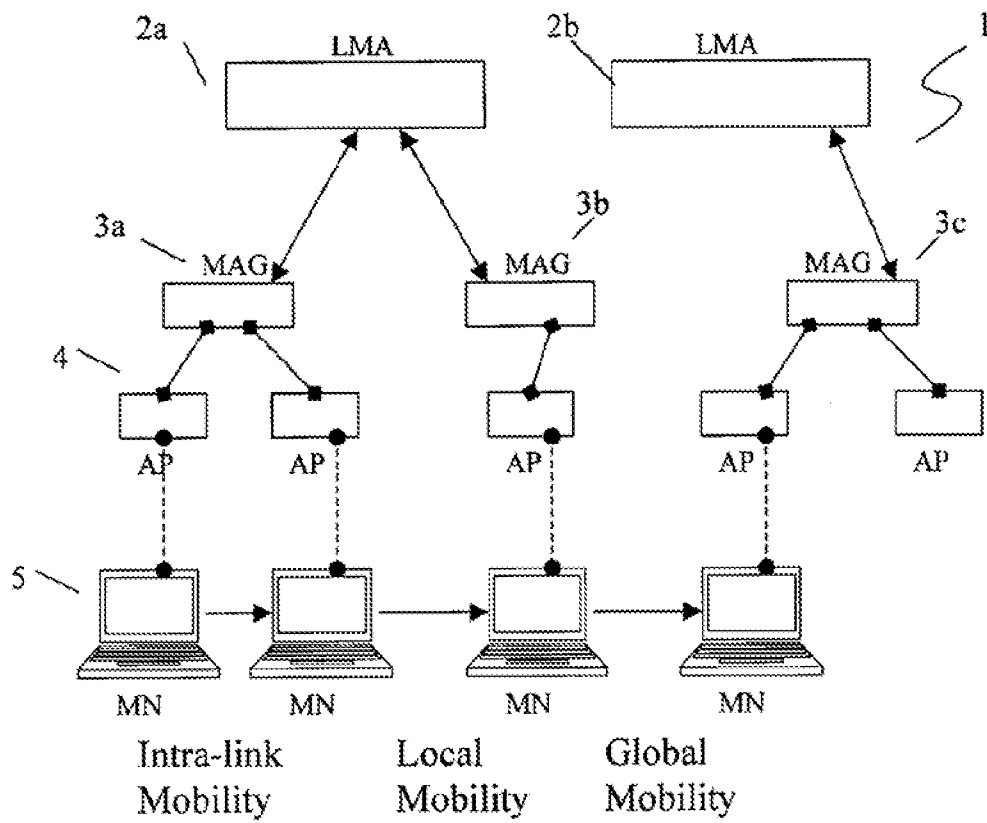 2a
LMA
2b
LMA
1
3a
MAG
3b
MAG
3c
MAG
4
AP
AP
AP
AP
AP
5
MN
MN
MN
MN
Intra-link
Mobility
Local
Mobility
Global
Mobility